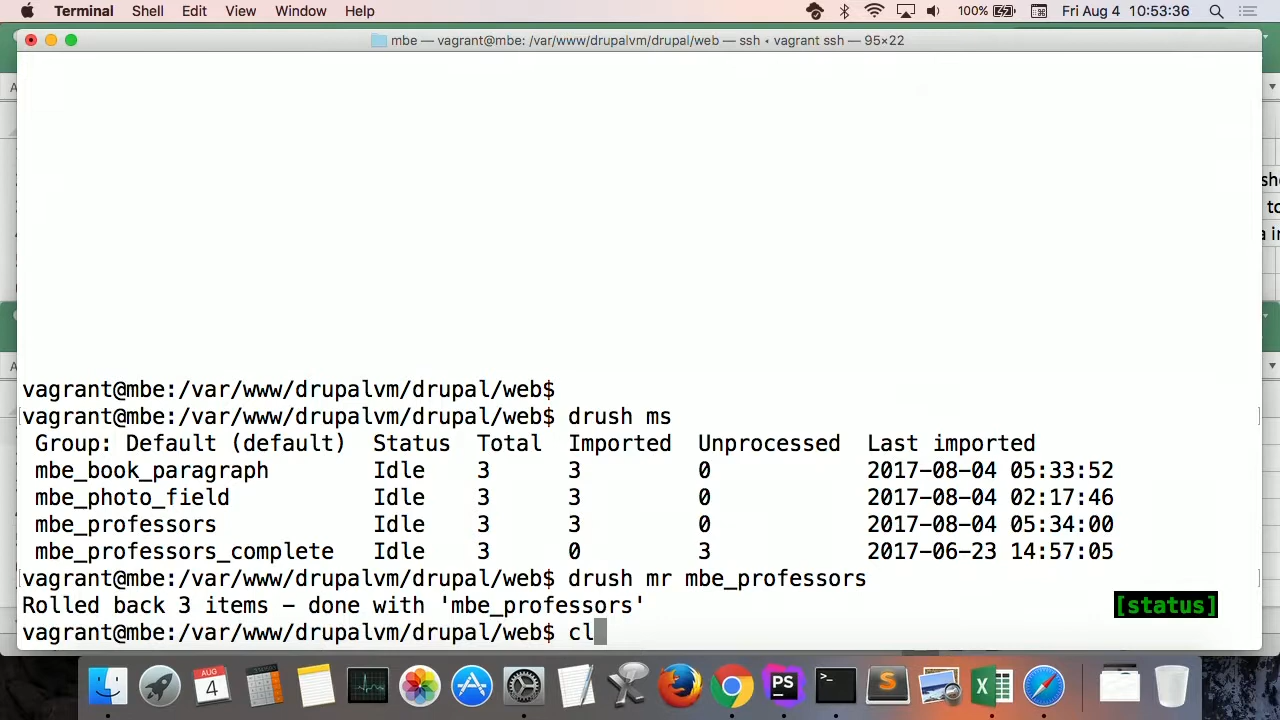 Terminal Shell Edit View Window Help 100% Fri Aug 4 10:53:36
mbe — vagrant@mbe: /var/www/drupalvm/drupal/web — ssh • vagrant ssh — 95×22
vagrant@mbe:/var/www/drupalvm/drupal/web$
vagrant@mbe:/var/www/drupalvm/drupal/web$ drush ms
Group: Default (default) Status Total Imported Unprocessed Last imported
mbe_book_paragraph Idle 3 3 0 2017-08-04 05:33:52
mbe_photo_field Idle 3 3 0 2017-08-04 02:17:46
mbe_professors Idle 3 3 0 2017-08-04 05:34:00
mbe_professors_complete Idle 3 0 3 2017-06-23 14:57:05
vagrant@mbe:/var/www/drupalvm/drupal/web$ drush mr mbe_professors
Rolled back 3 items - done with 'mbe_professors' [status]
vagrant@mbe:/var/www/drupalvm/drupal/web$ cl
AUG
4
PS
S